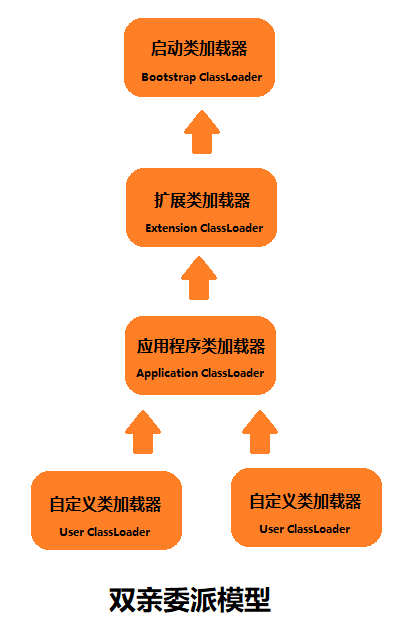 启动类加载器
Bootstrap ClassLoader
扩展类加载器
Extension ClassLoader
应用程序类加载器
Application ClassLoader
自定义类加载器
User ClassLoader
自定义类加载器
User ClassLoader
双亲委派模型